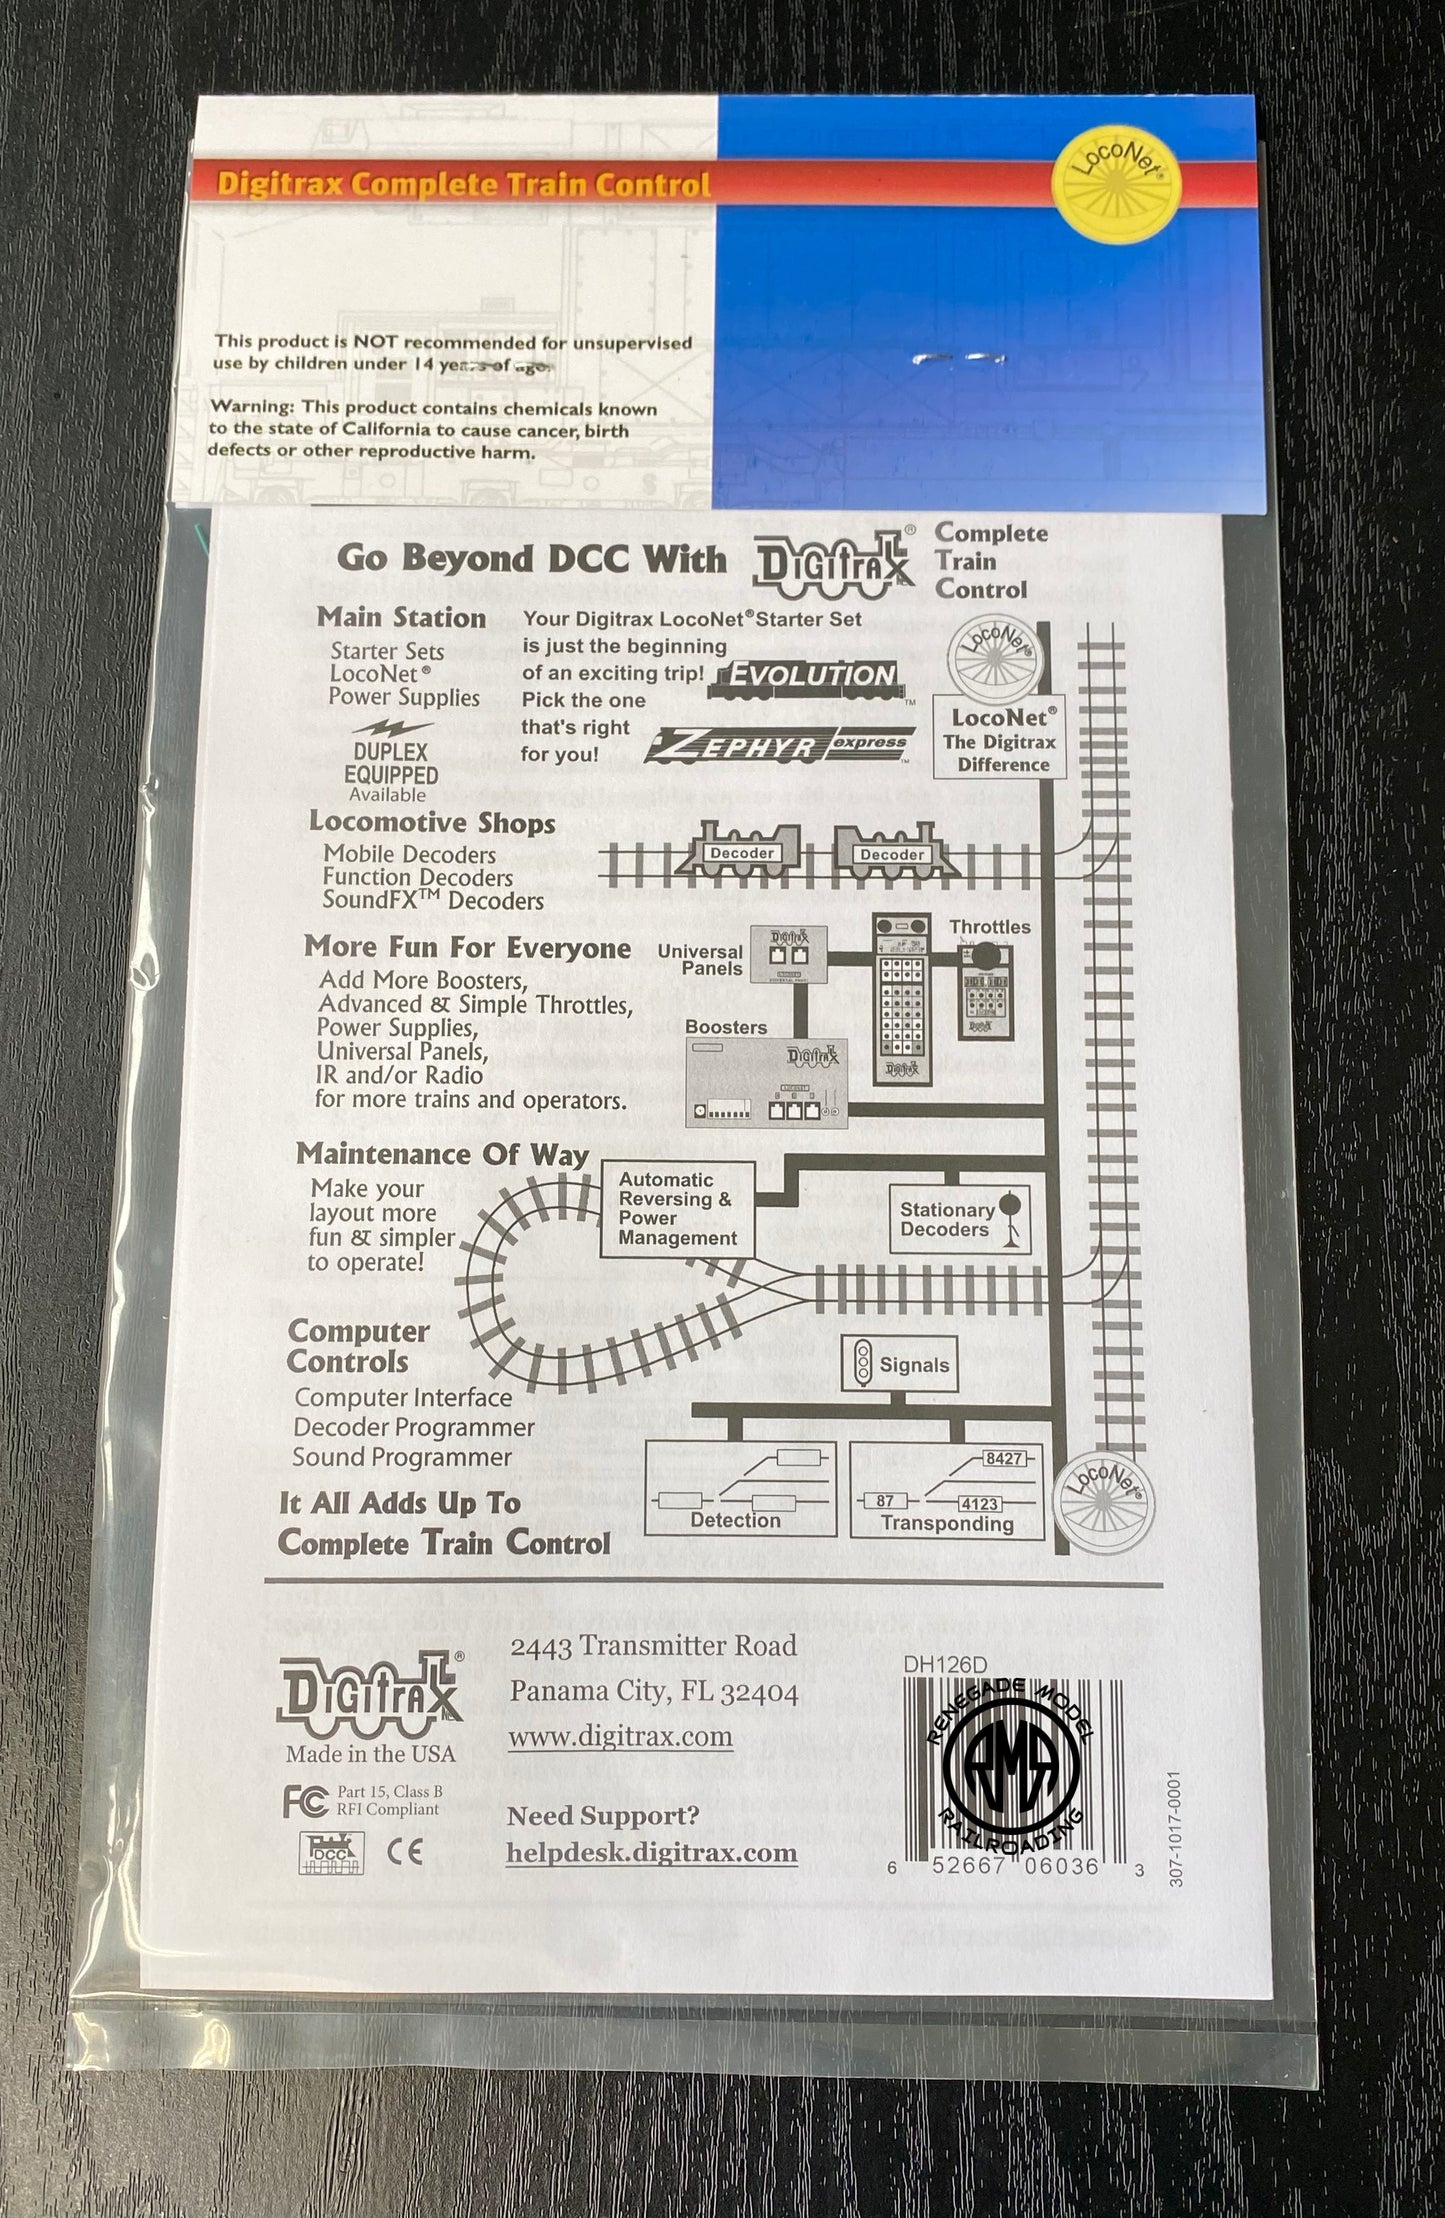 Digitrax Complete Train Control
LocoNet®
This product is NOT recommended for unsupervised
use by children under 14 years of age.
Warning: This product contains chemicals known
to the state of California to cause cancer, birth
defects or other reproductive harm.
Go Beyond DCC With
DIGITRAX®
Complete
Train
Control
Main Station
Starter Sets
LocoNet®
Power Supplies
DUPLEX
EQUIPPED
Available
Your Digitrax LocoNet® Starter Set
is just the beginning
of an exciting trip!
Pick the one
that's right
for you!
EVOLUTION™
ZEPHYR express™
LocoNet®
LocoNet®
The Digitrax
Difference
Locomotive Shops
Mobile Decoders
Function Decoders
SoundFX™ Decoders
Decoder
Decoder
More Fun For Everyone
Add More Boosters,
Advanced & Simple Throttles,
Power Supplies,
Universal Panels,
IR and/or Radio
for more trains and operators.
Universal
Panels
DIGITRAX
Throttles
Boosters
DIGITRAX
LOCONET
DIGITRAX
DIGITRAX
Maintenance Of Way
Make your
layout more
fun & simpler
to operate!
Automatic
Reversing &
Power
Management
Stationary
Decoders
Computer
Controls
Computer Interface
Decoder Programmer
Sound Programmer
Signals
Detection
8427
87
4123
Transponding
LocoNet®
It All Adds Up To
Complete Train Control
DIGITRAX®
INC
Made in the USA
FC Part 15, Class B
RFI Compliant
DCC
CE
2443 Transmitter Road
Panama City, FL 32404
www.digitrax.com
Need Support?
helpdesk.digitrax.com
DH126D
RENEGADE MODEL
RMR
RAILROADING
6 52667 06036 3
307-1017-0001